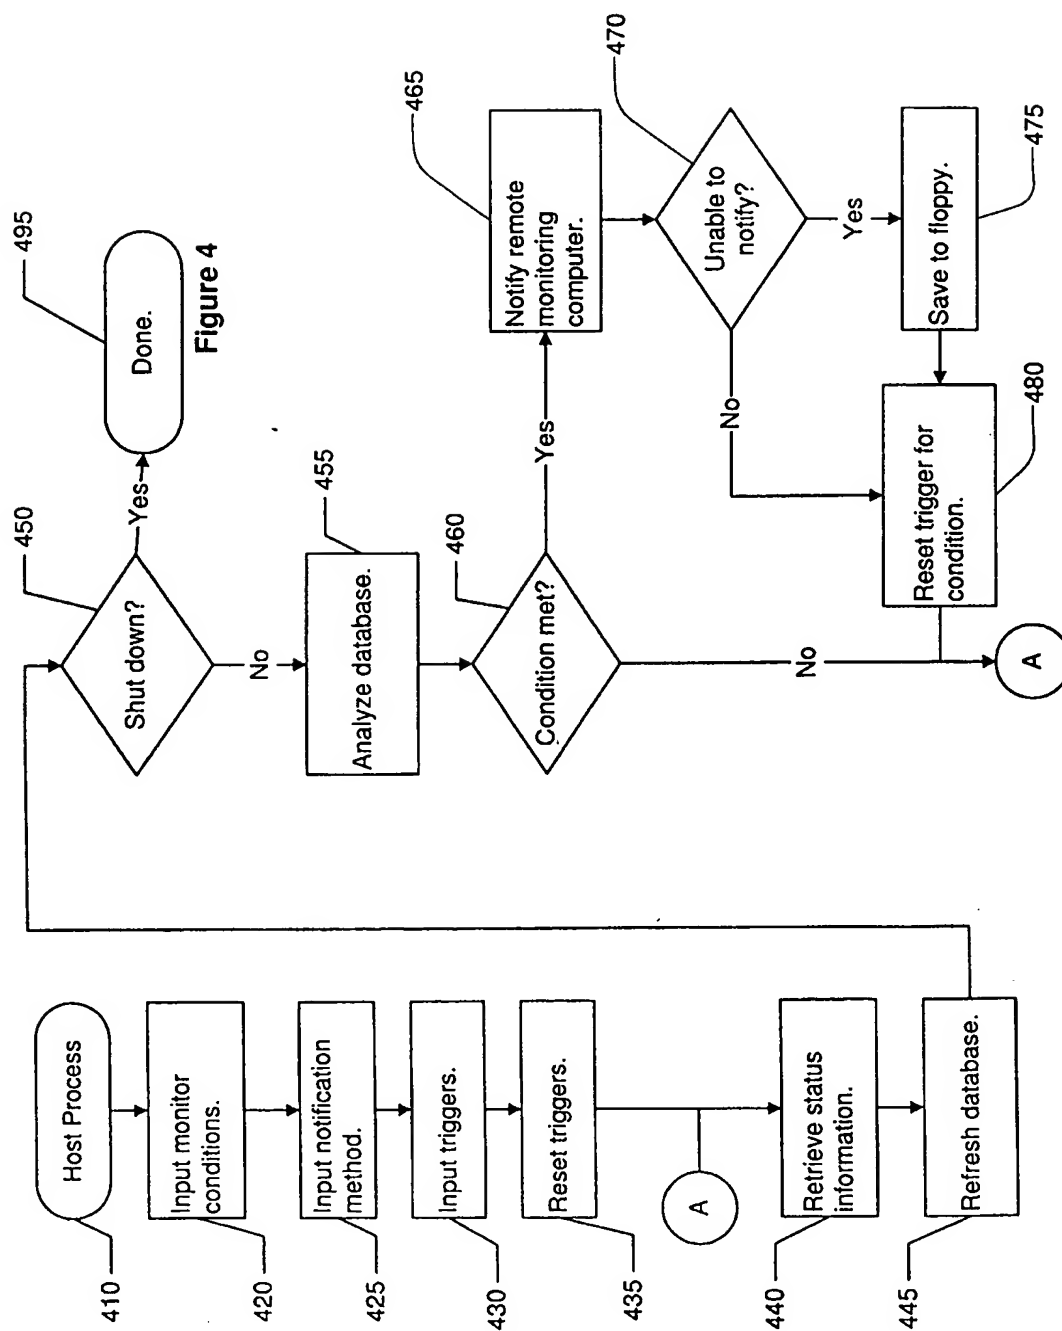 410
Host Process
420
Input monitor
conditions.
425
Input notification
method.
430
Input triggers.
435
Reset triggers.
A
440
Retrieve status
information.
445
Refresh database.
450
Shut down?
Yes
495
Done.
Figure 4
No
455
Analyze database.
460
Condition met?
Yes
465
Notify remote
monitoring
computer.
470
Unable to
notify?
Yes
475
Save to floppy.
No
480
Reset trigger for
condition.
No
A